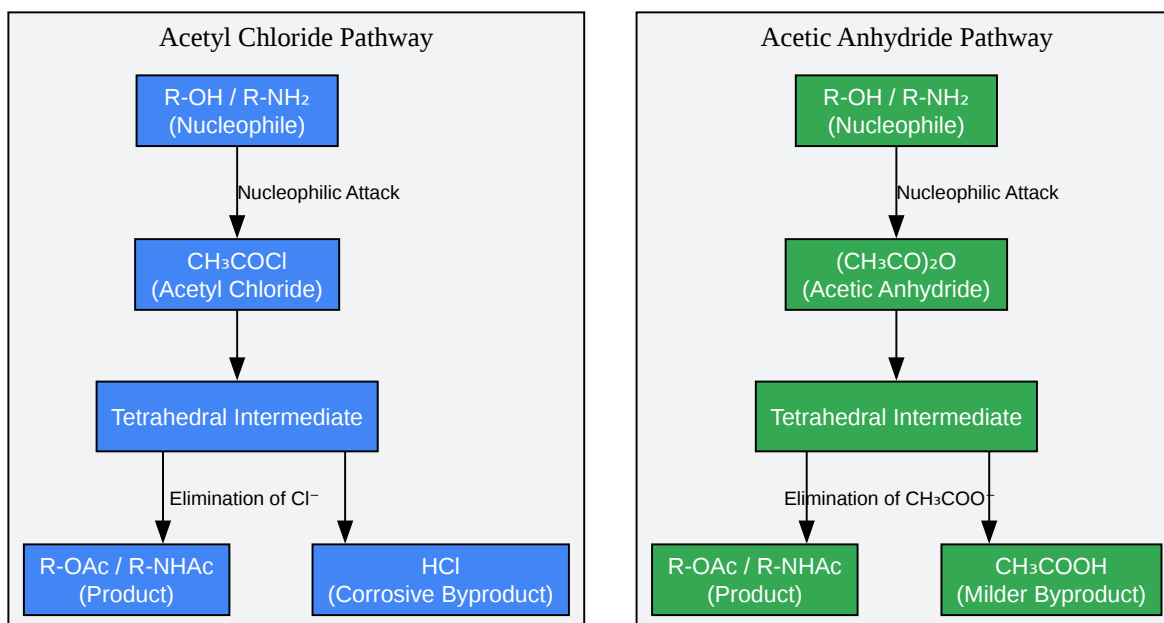 Acetyl Chloride Pathway
R-OH / R-NH₂
(Nucleophile)
Nucleophilic Attack
CH₃COCl
(Acetyl Chloride)
Tetrahedral Intermediate
Elimination of Cl⁻
R-OAc / R-NHAc
(Product)
HCl
(Corrosive Byproduct)
Acetic Anhydride Pathway
R-OH / R-NH₂
(Nucleophile)
Nucleophilic Attack
(CH₃CO)₂O
(Acetic Anhydride)
Tetrahedral Intermediate
Elimination of CH₃COO⁻
R-OAc / R-NHAc
(Product)
CH₃COOH
(Milder Byproduct)